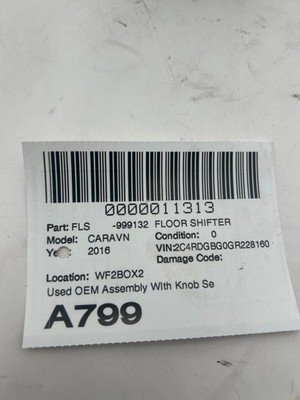 0000011313
Part: FLS -999132 FLOOR SHIFTER
Model: CARAVN Condition: 0
Year: 2016 VIN:2C4RDGBG0GR228160
Damage Code:
Location: WF2BOX2
Used OEM Assembly With Knob Se
A799